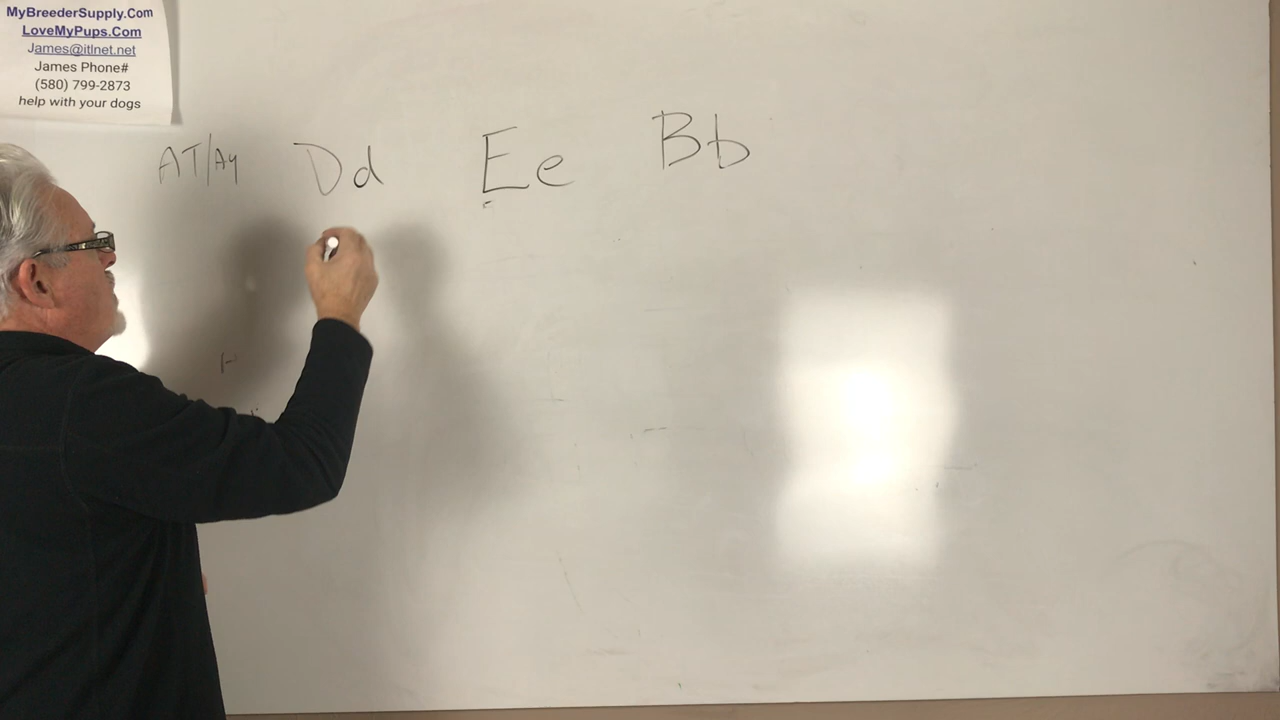 MyBreederSupply.Com
LoveMyPups.Com
James@itlnet.net
James Phone#
(580) 799-2873
help with your dogs
AT/Ay Dd Ee Bb